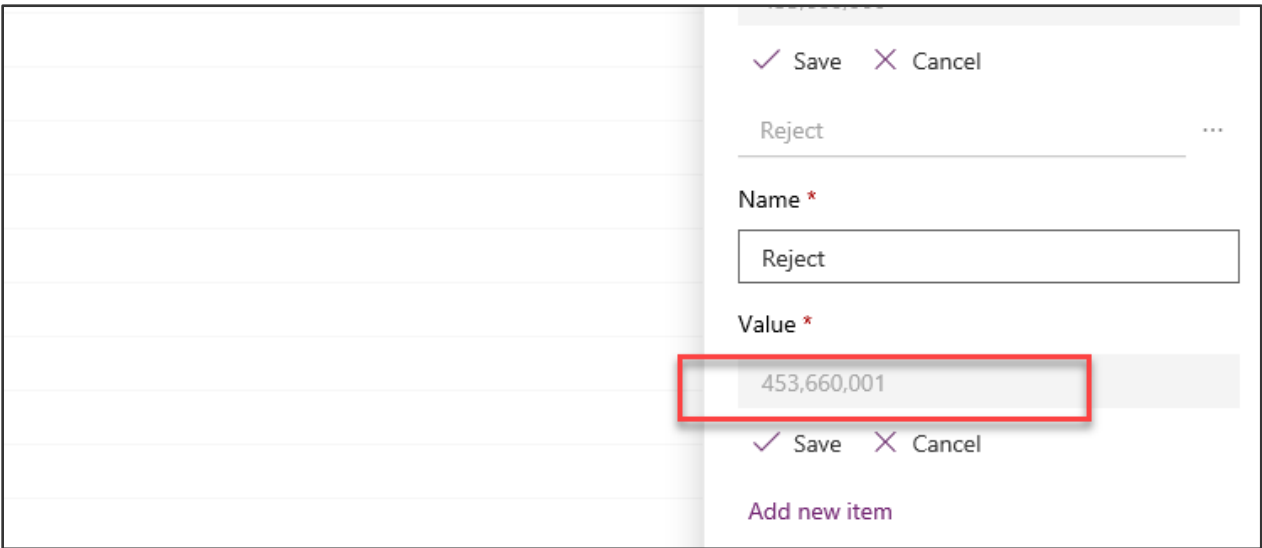 Save Cancel
Reject ...
Name *
Reject
Value *
453,660,001
Save Cancel
Add new item